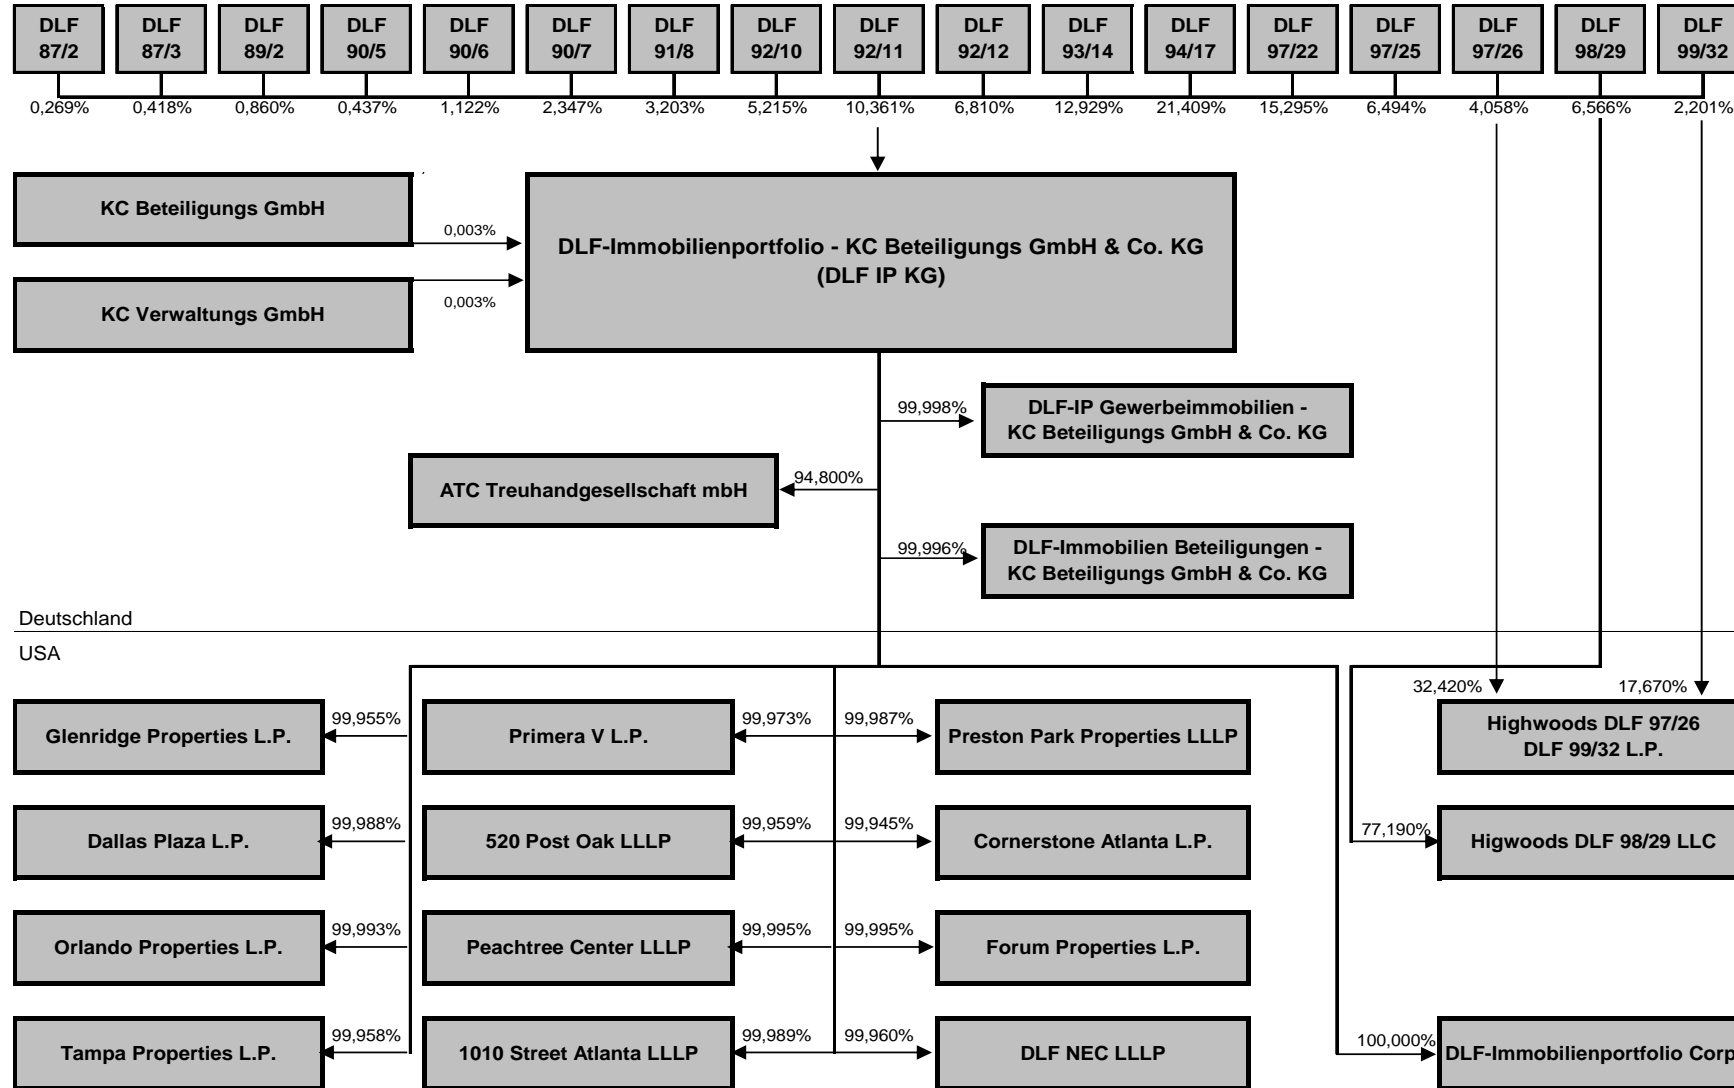 DLF DLF DLF DLF DLF DLF DLF DLF DLF DLF DLF DLF DLF DLF DLF DLF DLF
87/2 87/3 89/2 90/5 90/6 90/7 91/8 92/10 92/11 92/12 93/14 94/17 97/22 97/25 97/26 98/29 99/32
0,269% 0,418% 0,860% 0,437% 1,122% 2,347% 3,203% 5,215% 10,361% 6,810% 12,929% 21,409% 15,295% 6,494% 4,058% 6,566% 2,201%
KC Beteiligungs GmbH
0,003%
DLF-Immobilienportfolio - KC Beteiligungs GmbH & Co. KG
(DLF IP KG)
KC Verwaltungs GmbH
0,003%
99,998%
DLF-IP Gewerbeimmobilien -
KC Beteiligungs GmbH & Co. KG
ATC Treuhandgesellschaft mbH
94,800%
99,996%
DLF-Immobilien Beteiligungen -
KC Beteiligungs GmbH & Co. KG
Deutschland
USA
32,420% 17,670%
Glenridge Properties L.P. 99,955% Primera V L.P. 99,973% 99,987% Preston Park Properties LLLP
Highwoods DLF 97/26
DLF 99/32 L.P.
Dallas Plaza L.P. 99,988% 520 Post Oak LLLP 99,959% 99,945% Cornerstone Atlanta L.P. 77,190% Higwoods DLF 98/29 LLC
Orlando Properties L.P. 99,993% Peachtree Center LLLP 99,995% 99,995% Forum Properties L.P.
Tampa Properties L.P. 99,958% 1010 Street Atlanta LLLP 99,989% 99,960% DLF NEC LLLP 100,000% DLF-Immobilienportfolio Corp